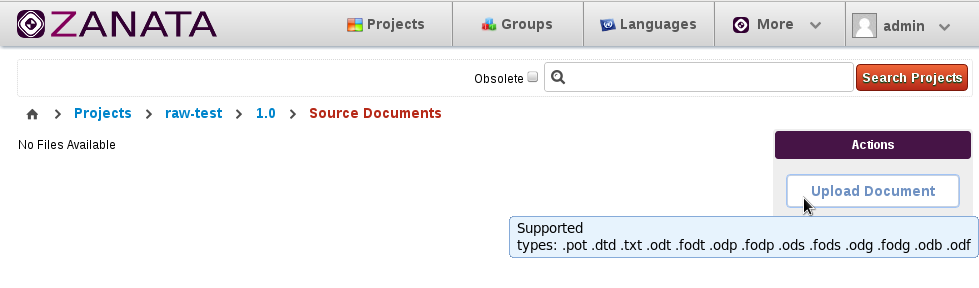 ZANATA Projects Groups Languages More admin
Obsolete Search Projects
Projects raw-test 1.0 Source Documents
No Files Available
Actions
Upload Document
Supported
types: .pot .dtd .txt .odt .fodt .odp .fodp .ods .fods .odg .fodg .odb .odf